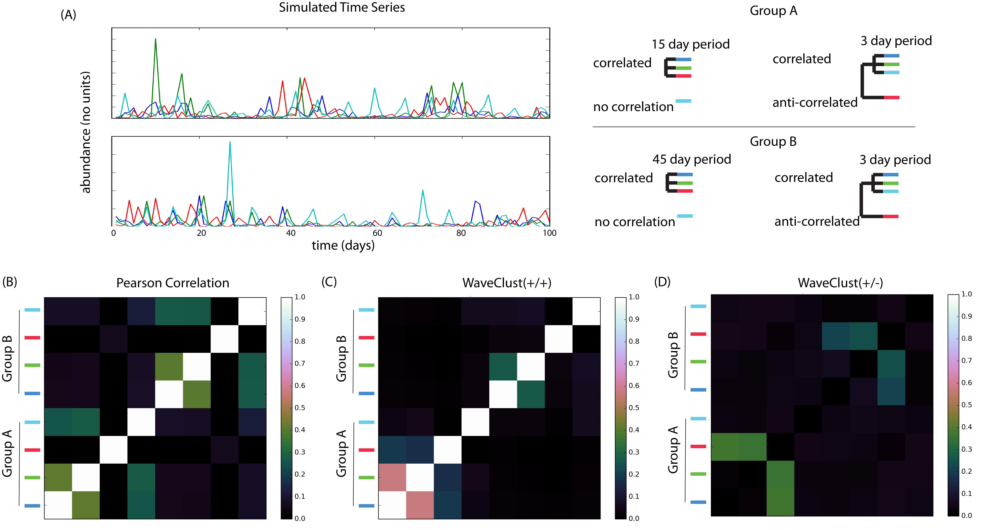 (A)
Simulated Time Series
abundance (no units)
0 20 40 60 80 100
time (days)
Group A
15 day period
correlated
no correlation
3 day period
correlated
anti-correlated
Group B
45 day period
correlated
no correlation
3 day period
correlated
anti-correlated
(B)
Pearson Correlation
Group B
Group A
1.0
0.9
0.8
0.7
0.6
0.5
0.4
0.3
0.2
0.1
0.0
(C)
WaveClust(+/+)
Group B
Group A
1.0
0.9
0.8
0.7
0.6
0.5
0.4
0.3
0.2
0.1
0.0
(D)
WaveClust(+/-)
Group B
Group A
1.0
0.9
0.8
0.7
0.6
0.5
0.4
0.3
0.2
0.1
0.0